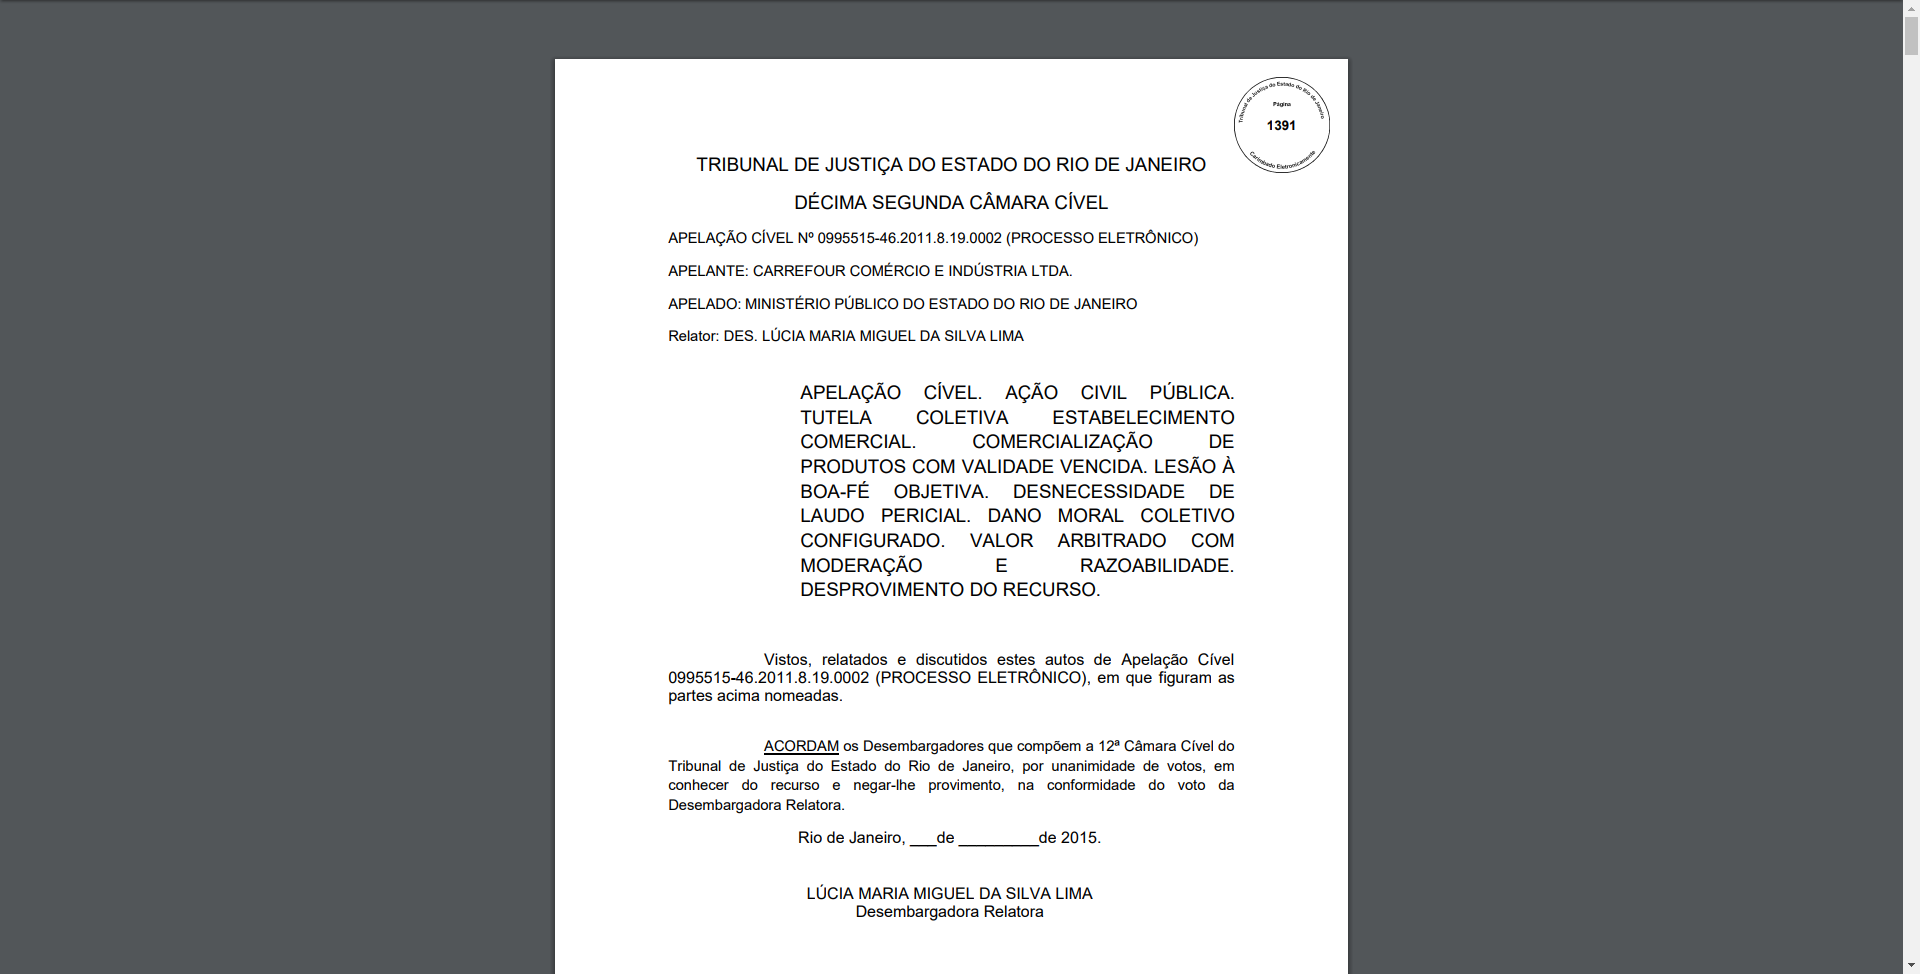 Tribunal de Justiça do Estado do Rio de Janeiro
Página
1391
Carimbado Eletronicamente
TRIBUNAL DE JUSTIÇA DO ESTADO DO RIO DE JANEIRO
DÉCIMA SEGUNDA CÂMARA CÍVEL
APELAÇÃO CÍVEL Nº 0995515-46.2011.8.19.0002 (PROCESSO ELETRÔNICO)
APELANTE: CARREFOUR COMÉRCIO E INDÚSTRIA LTDA.
APELADO: MINISTÉRIO PÚBLICO DO ESTADO DO RIO DE JANEIRO
Relator: DES. LÚCIA MARIA MIGUEL DA SILVA LIMA
APELAÇÃO CÍVEL. AÇÃO CIVIL PÚBLICA.
TUTELA COLETIVA ESTABELECIMENTO
COMERCIAL. COMERCIALIZAÇÃO DE
PRODUTOS COM VALIDADE VENCIDA. LESÃO À
BOA-FÉ OBJETIVA. DESNECESSIDADE DE
LAUDO PERICIAL. DANO MORAL COLETIVO
CONFIGURADO. VALOR ARBITRADO COM
MODERAÇÃO E RAZOABILIDADE.
DESPROVIMENTO DO RECURSO.
Vistos, relatados e discutidos estes autos de Apelação Cível
0995515-46.2011.8.19.0002 (PROCESSO ELETRÔNICO), em que figuram as
partes acima nomeadas.
ACORDAM os Desembargadores que compõem a 12ª Câmara Cível do
Tribunal de Justiça do Estado do Rio de Janeiro, por unanimidade de votos, em
conhecer do recurso e negar-lhe provimento, na conformidade do voto da
Desembargadora Relatora.
Rio de Janeiro, ___de _________de 2015.
LÚCIA MARIA MIGUEL DA SILVA LIMA
Desembargadora Relatora